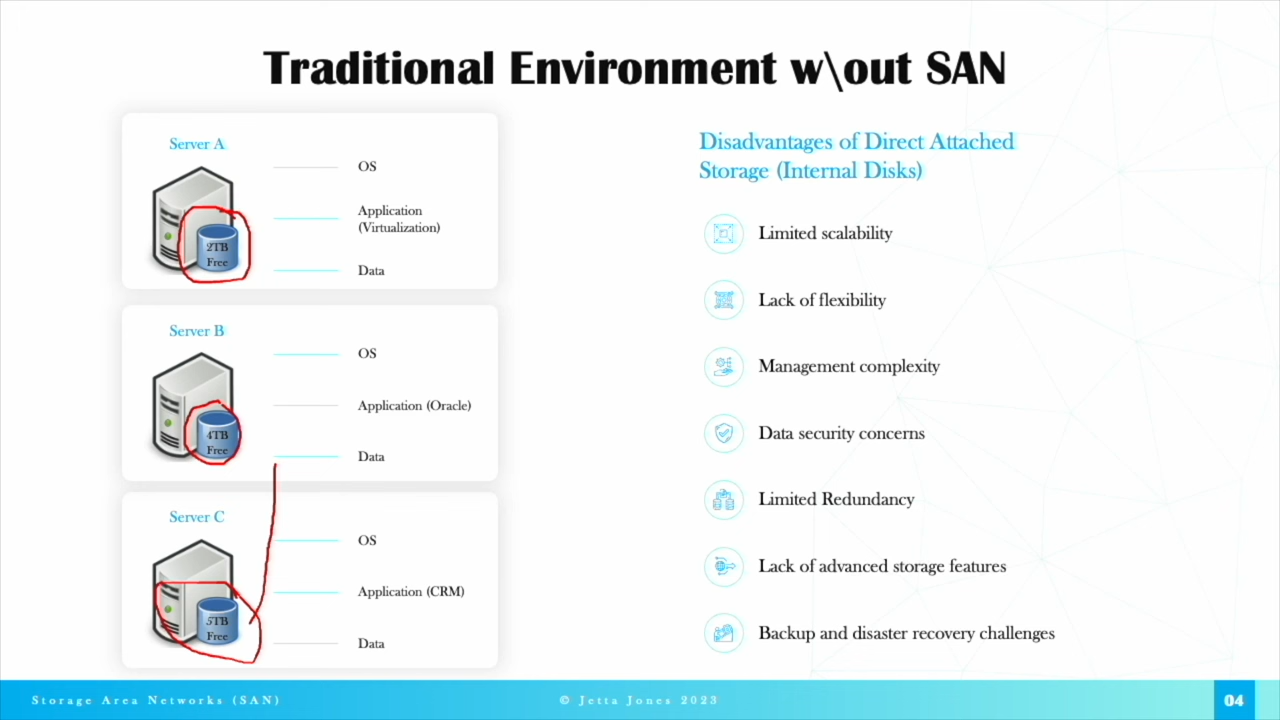 Traditional Environment w\out SAN
Server A
2TB
Free
OS
Application
(Virtualization)
Data
Server B
4TB
Free
OS
Application (Oracle)
Data
Server C
5TB
Free
OS
Application (CRM)
Data
Disadvantages of Direct Attached
Storage (Internal Disks)
Limited scalability
Lack of flexibility
Management complexity
Data security concerns
Limited Redundancy
Lack of advanced storage features
Backup and disaster recovery challenges
Storage Area Networks (SAN)
© Jetta Jones 2023
04